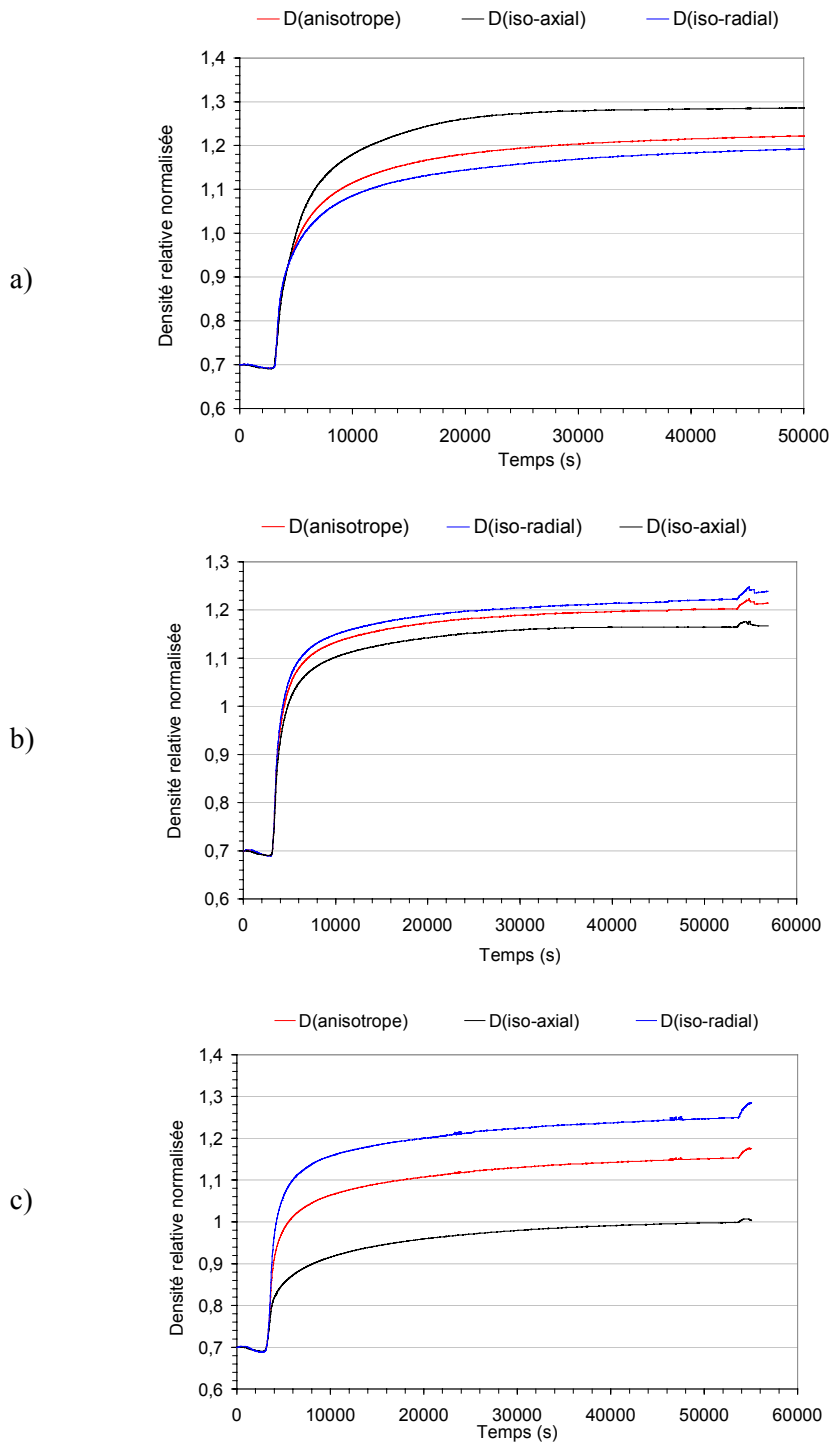 D(anisotrope) D(iso-axial) D(iso-radial)
1,4
1,3
1,2
1,1
1,0
0,9
0,8
0,7
0,6
Densité relative normalisée
a)
0 10000 20000 30000 40000 50000
Temps (s)
D(anisotrope) D(iso-radial) D(iso-axial)
1,3
1,2
1,1
1
0,9
0,8
0,7
0,6
Densité relative normalisée
b)
0 10000 20000 30000 40000 50000 60000
Temps (s)
D(anisotrope) D(iso-axial) D(iso-radial)
1,4
1,3
1,2
1,1
1
0,9
0,8
0,7
0,6
Densité relative normalisée
c)
0 10000 20000 30000 40000 50000 60000
Temps (s)